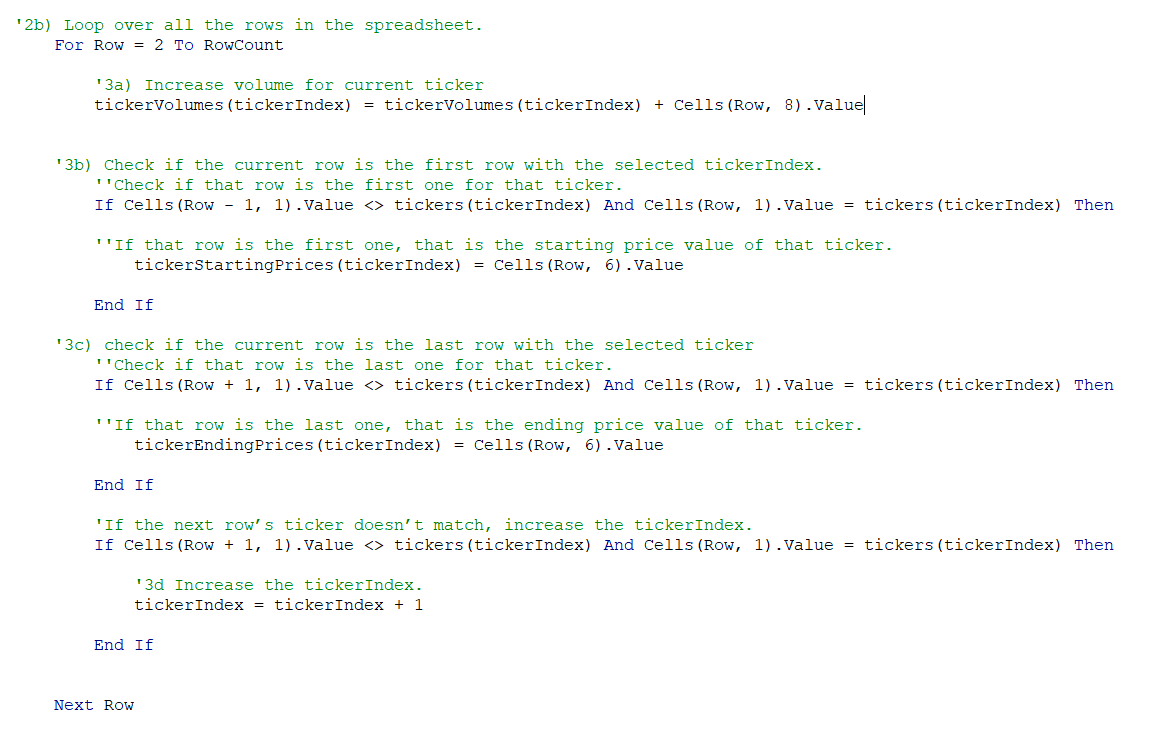 '2b) Loop over all the rows in the spreadsheet.
For Row = 2 To RowCount
'3a) Increase volume for current ticker
tickerVolumes(tickerIndex) = tickerVolumes(tickerIndex) + Cells(Row, 8).Value
'3b) Check if the current row is the first row with the selected tickerIndex.
''Check if that row is the first one for that ticker.
If Cells(Row - 1, 1).Value <> tickers(tickerIndex) And Cells(Row, 1).Value = tickers(tickerIndex) Then
''If that row is the first one, that is the starting price value of that ticker.
tickerStartingPrices(tickerIndex) = Cells(Row, 6).Value
End If
'3c) check if the current row is the last row with the selected ticker
''Check if that row is the last one for that ticker.
If Cells(Row + 1, 1).Value <> tickers(tickerIndex) And Cells(Row, 1).Value = tickers(tickerIndex) Then
''If that row is the last one, that is the ending price value of that ticker.
tickerEndingPrices(tickerIndex) = Cells(Row, 6).Value
End If
'If the next row’s ticker doesn’t match, increase the tickerIndex.
If Cells(Row + 1, 1).Value <> tickers(tickerIndex) And Cells(Row, 1).Value = tickers(tickerIndex) Then
'3d Increase the tickerIndex.
tickerIndex = tickerIndex + 1
End If
Next Row